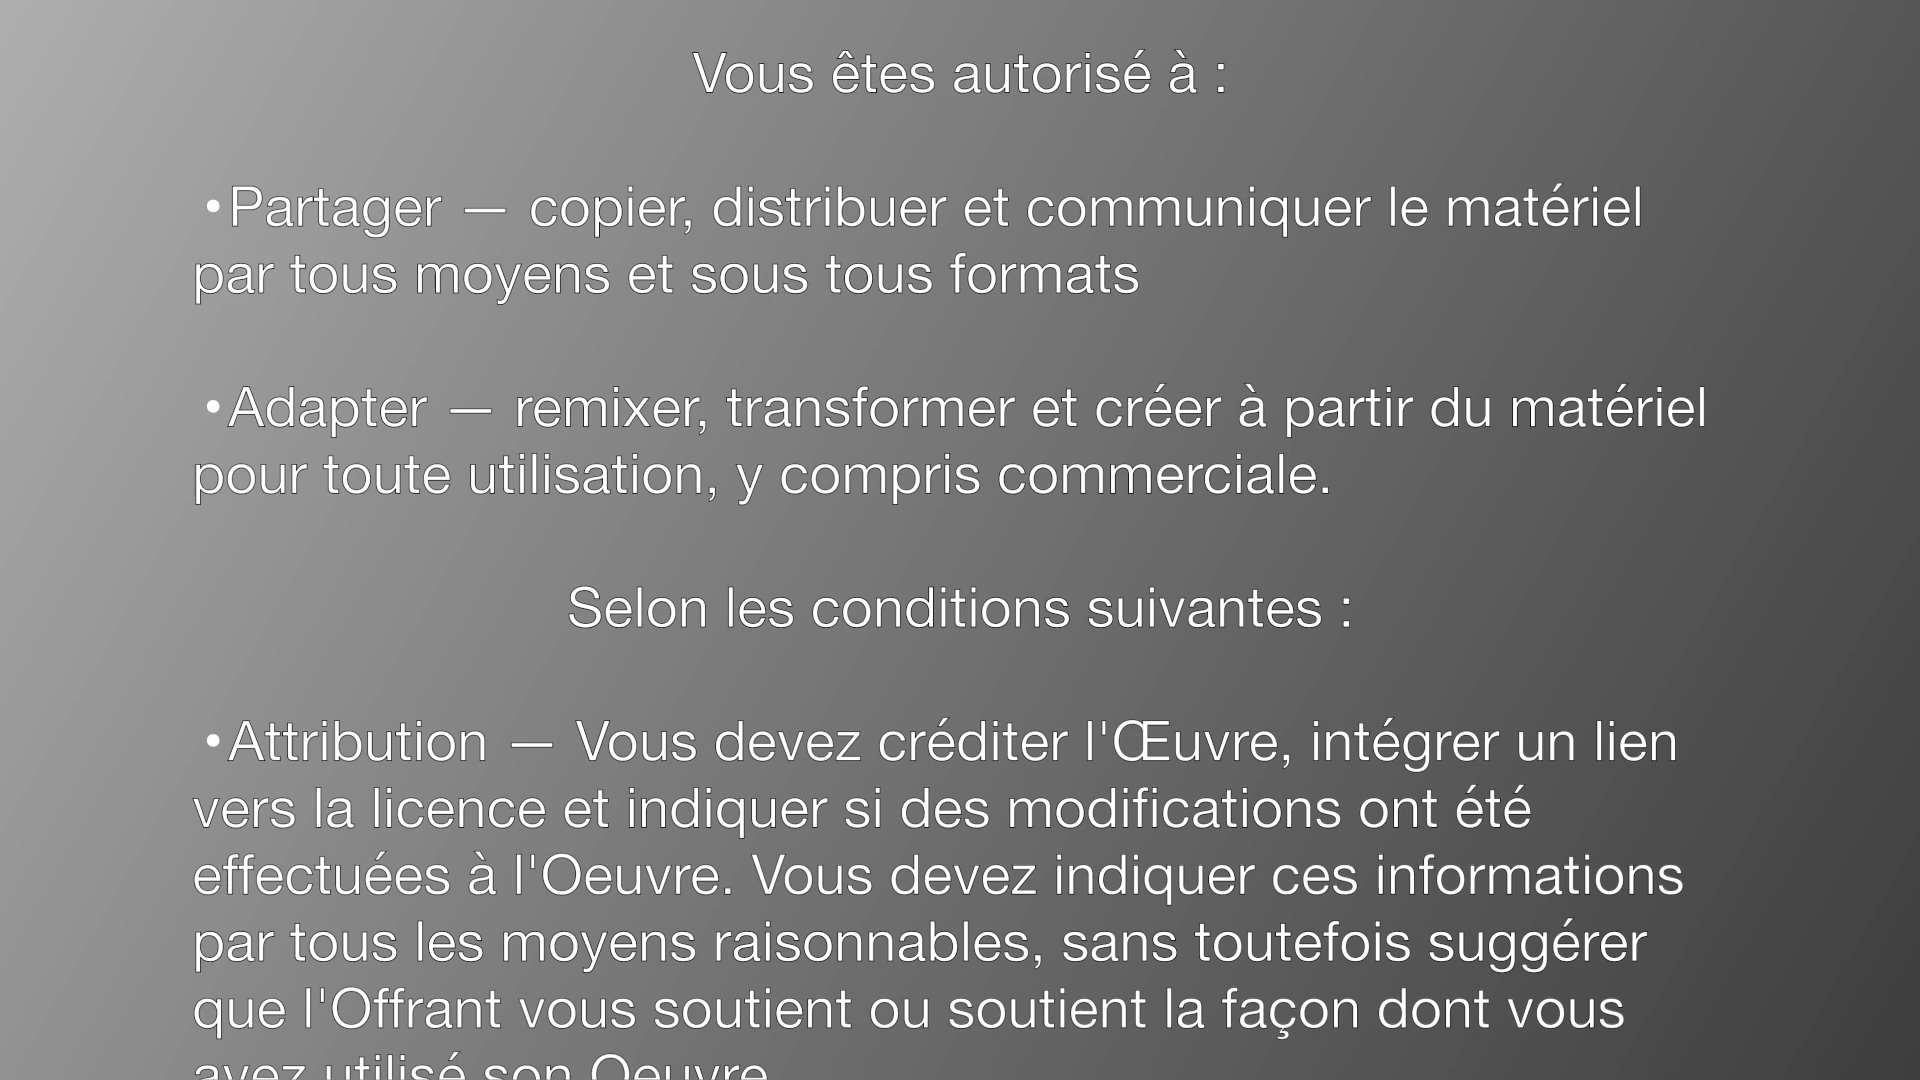 Vous êtes autorisé à :
•Partager — copier, distribuer et communiquer le matériel
par tous moyens et sous tous formats
•Adapter — remixer, transformer et créer à partir du matériel
pour toute utilisation, y compris commerciale.
Selon les conditions suivantes :
•Attribution — Vous devez créditer l'Œuvre, intégrer un lien
vers la licence et indiquer si des modifications ont été
effectuées à l'Oeuvre. Vous devez indiquer ces informations
par tous les moyens raisonnables, sans toutefois suggérer
que l'Offrant vous soutient ou soutient la façon dont vous
avez utilisé son Oeuvre